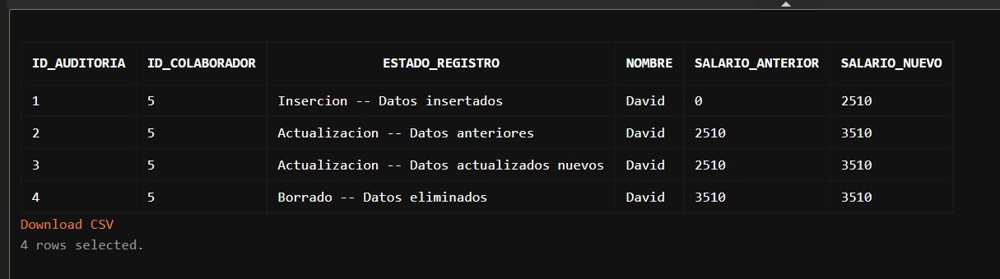 ID_AUDITORIA ID_COLABORADOR ESTADO_REGISTRO NOMBRE SALARIO_ANTERIOR SALARIO_NUEVO
1 5 Insercion -- Datos insertados David 0 2510
2 5 Actualizacion -- Datos anteriores David 2510 3510
3 5 Actualizacion -- Datos actualizados nuevos David 2510 3510
4 5 Borrado -- Datos eliminados David 3510 3510
Download CSV
4 rows selected.